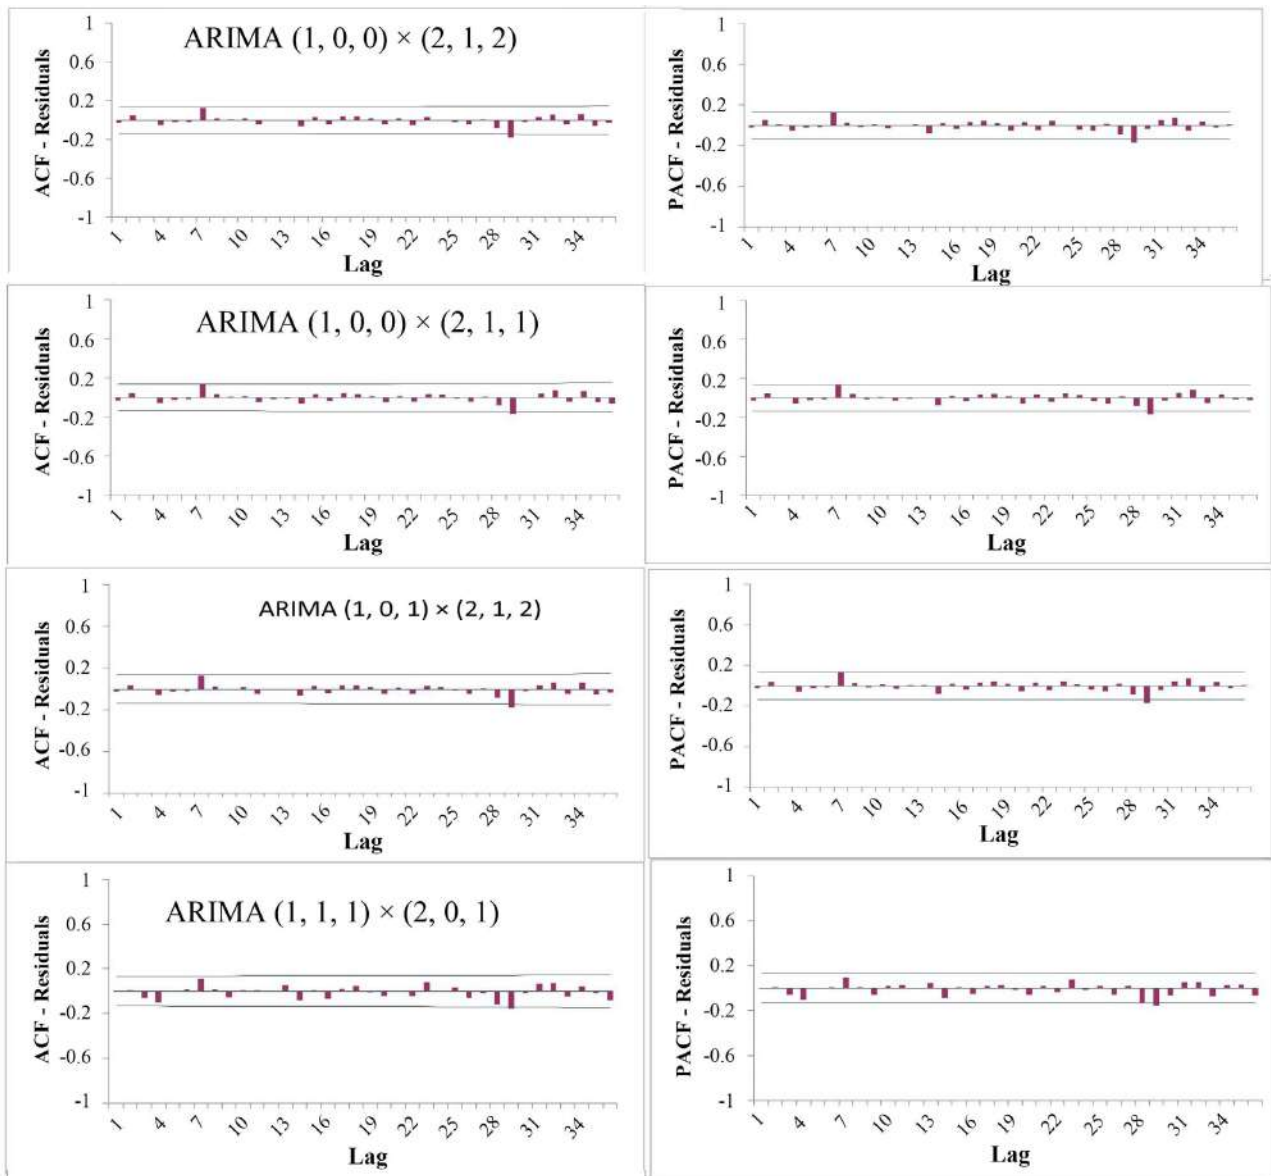 ARIMA (1, 0, 0) × (2, 1, 2)
ACF - Residuals
1
0.6
0.2
-0.2
-0.6
-1
1 4 7 10 13 16 19 22 25 28 31 34
Lag
PACF - Residuals
1
0.6
0.2
-0.2
-0.6
-1
1 4 7 10 13 16 19 22 25 28 31 34
Lag
ARIMA (1, 0, 0) × (2, 1, 1)
ACF - Residuals
1
0.6
0.2
-0.2
-0.6
-1
1 4 7 10 13 16 19 22 25 28 31 34
Lag
PACF - Residuals
1
0.6
0.2
-0.2
-0.6
-1
1 4 7 10 13 16 19 22 25 28 31 34
Lag
ARIMA (1, 0, 1) × (2, 1, 2)
ACF - Residuals
1
0.6
0.2
-0.2
-0.6
-1
1 4 7 10 13 16 19 22 25 28 31 34
Lag
PACF - Residuals
1
0.6
0.2
-0.2
-0.6
-1
1 4 7 10 13 16 19 22 25 28 31 34
Lag
ARIMA (1, 1, 1) × (2, 0, 1)
ACF - Residuals
1
0.6
0.2
-0.2
-0.6
-1
1 4 7 10 13 16 19 22 25 28 31 34
Lag
PACF - Residuals
1
0.6
0.2
-0.2
-0.6
-1
1 4 7 10 13 16 19 22 25 28 31 34
Lag